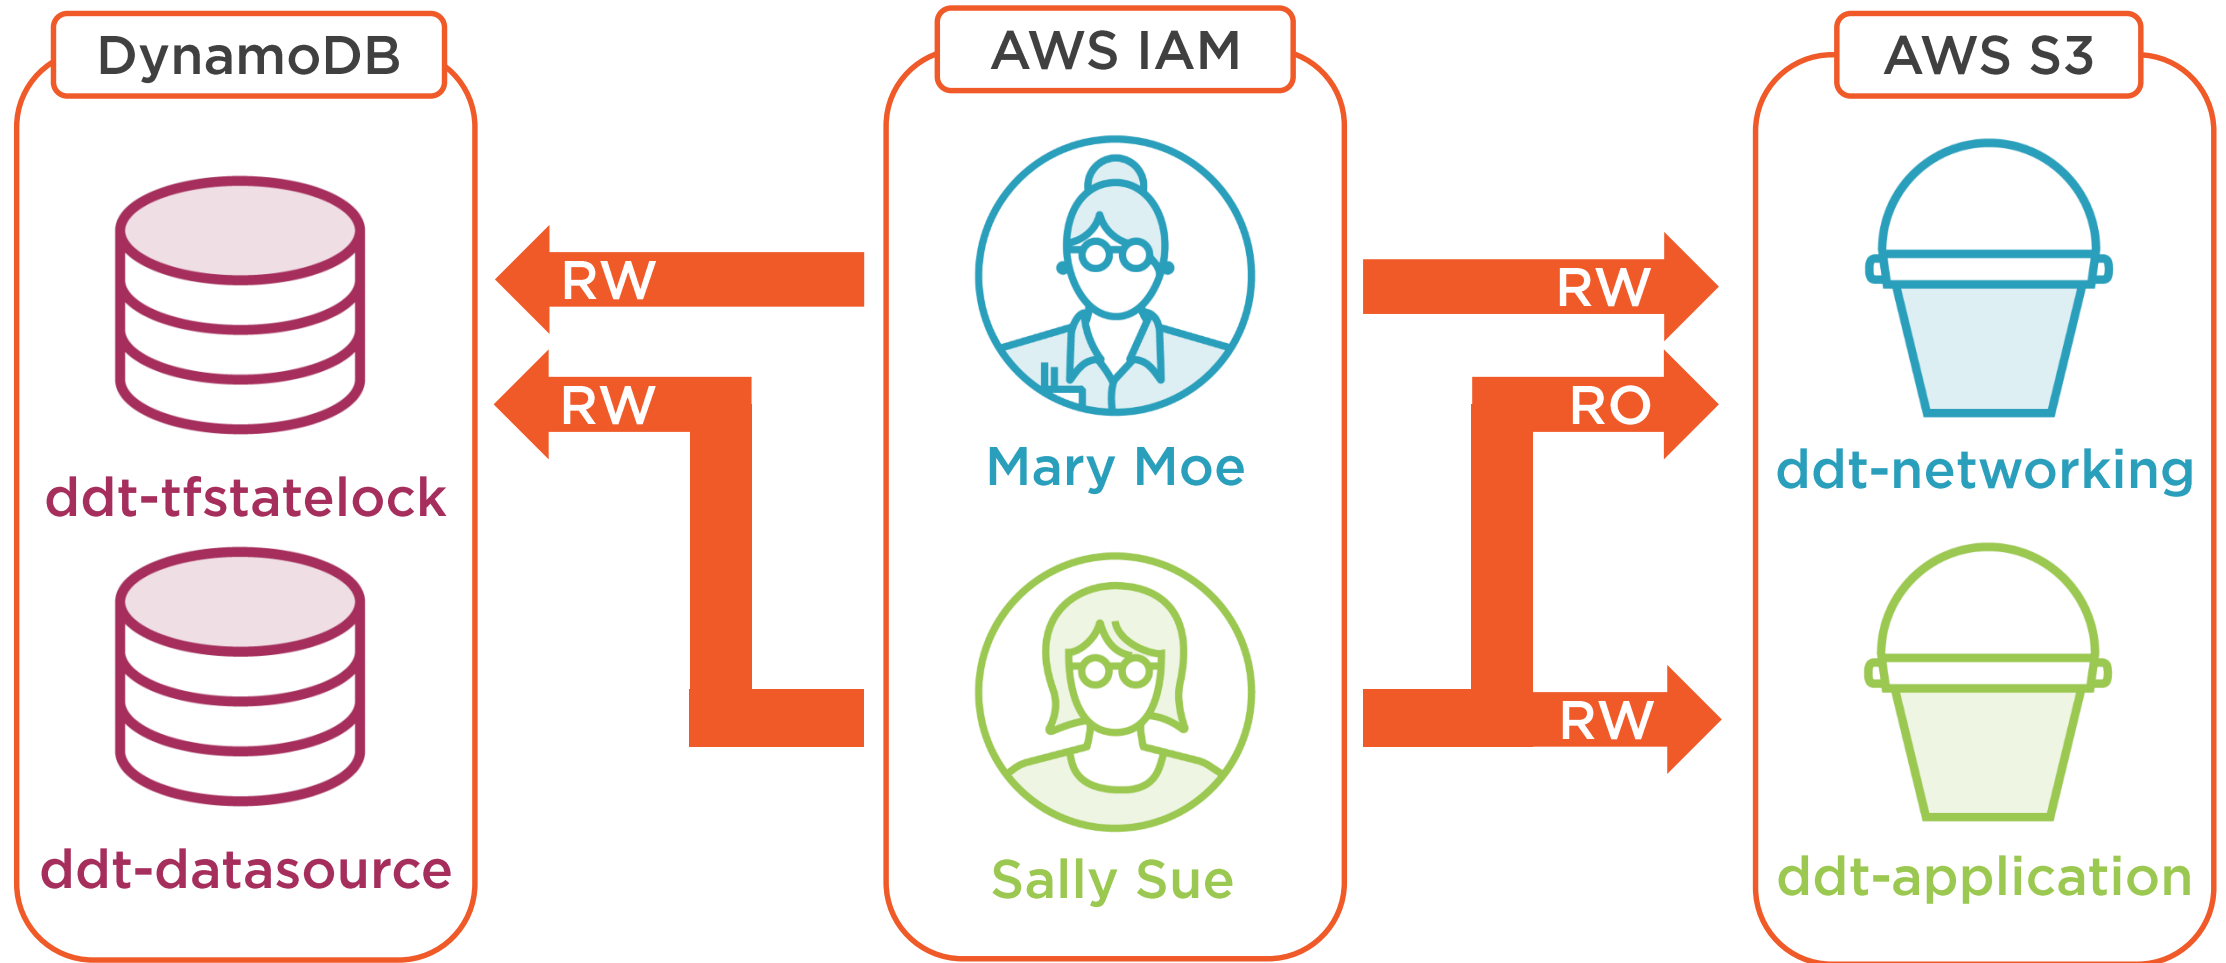 DynamoDB
AWS IAM
AWS S3
RW
RW
RW
RO
Mary Moe
ddt-networking
ddt-tfstatelock
RW
ddt-datasource
Sally Sue
ddt-application